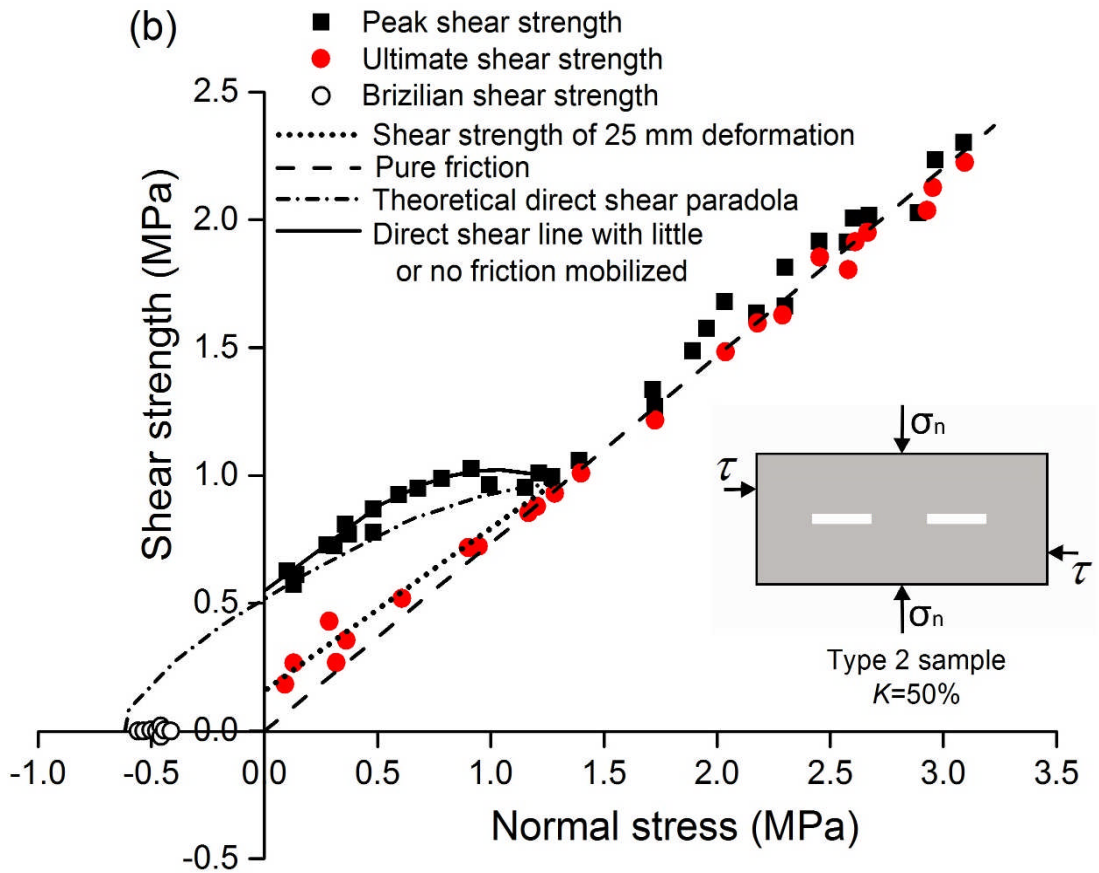 (b)
Peak shear strength
Ultimate shear strength
Brizilian shear strength
Shear strength of 25 mm deformation
Pure friction
Theoretical direct shear paradola
Direct shear line with little
or no friction mobilized
Shear strength (MPa)
2.5
2.0
1.5
1.0
0.5
0.0
-0.5
-1.0
-0.5
0.0
0.5
1.0
1.5
2.0
2.5
3.0
3.5
Normal stress (MPa)
σn
τ
τ
σn
Type 2 sample
K=50%